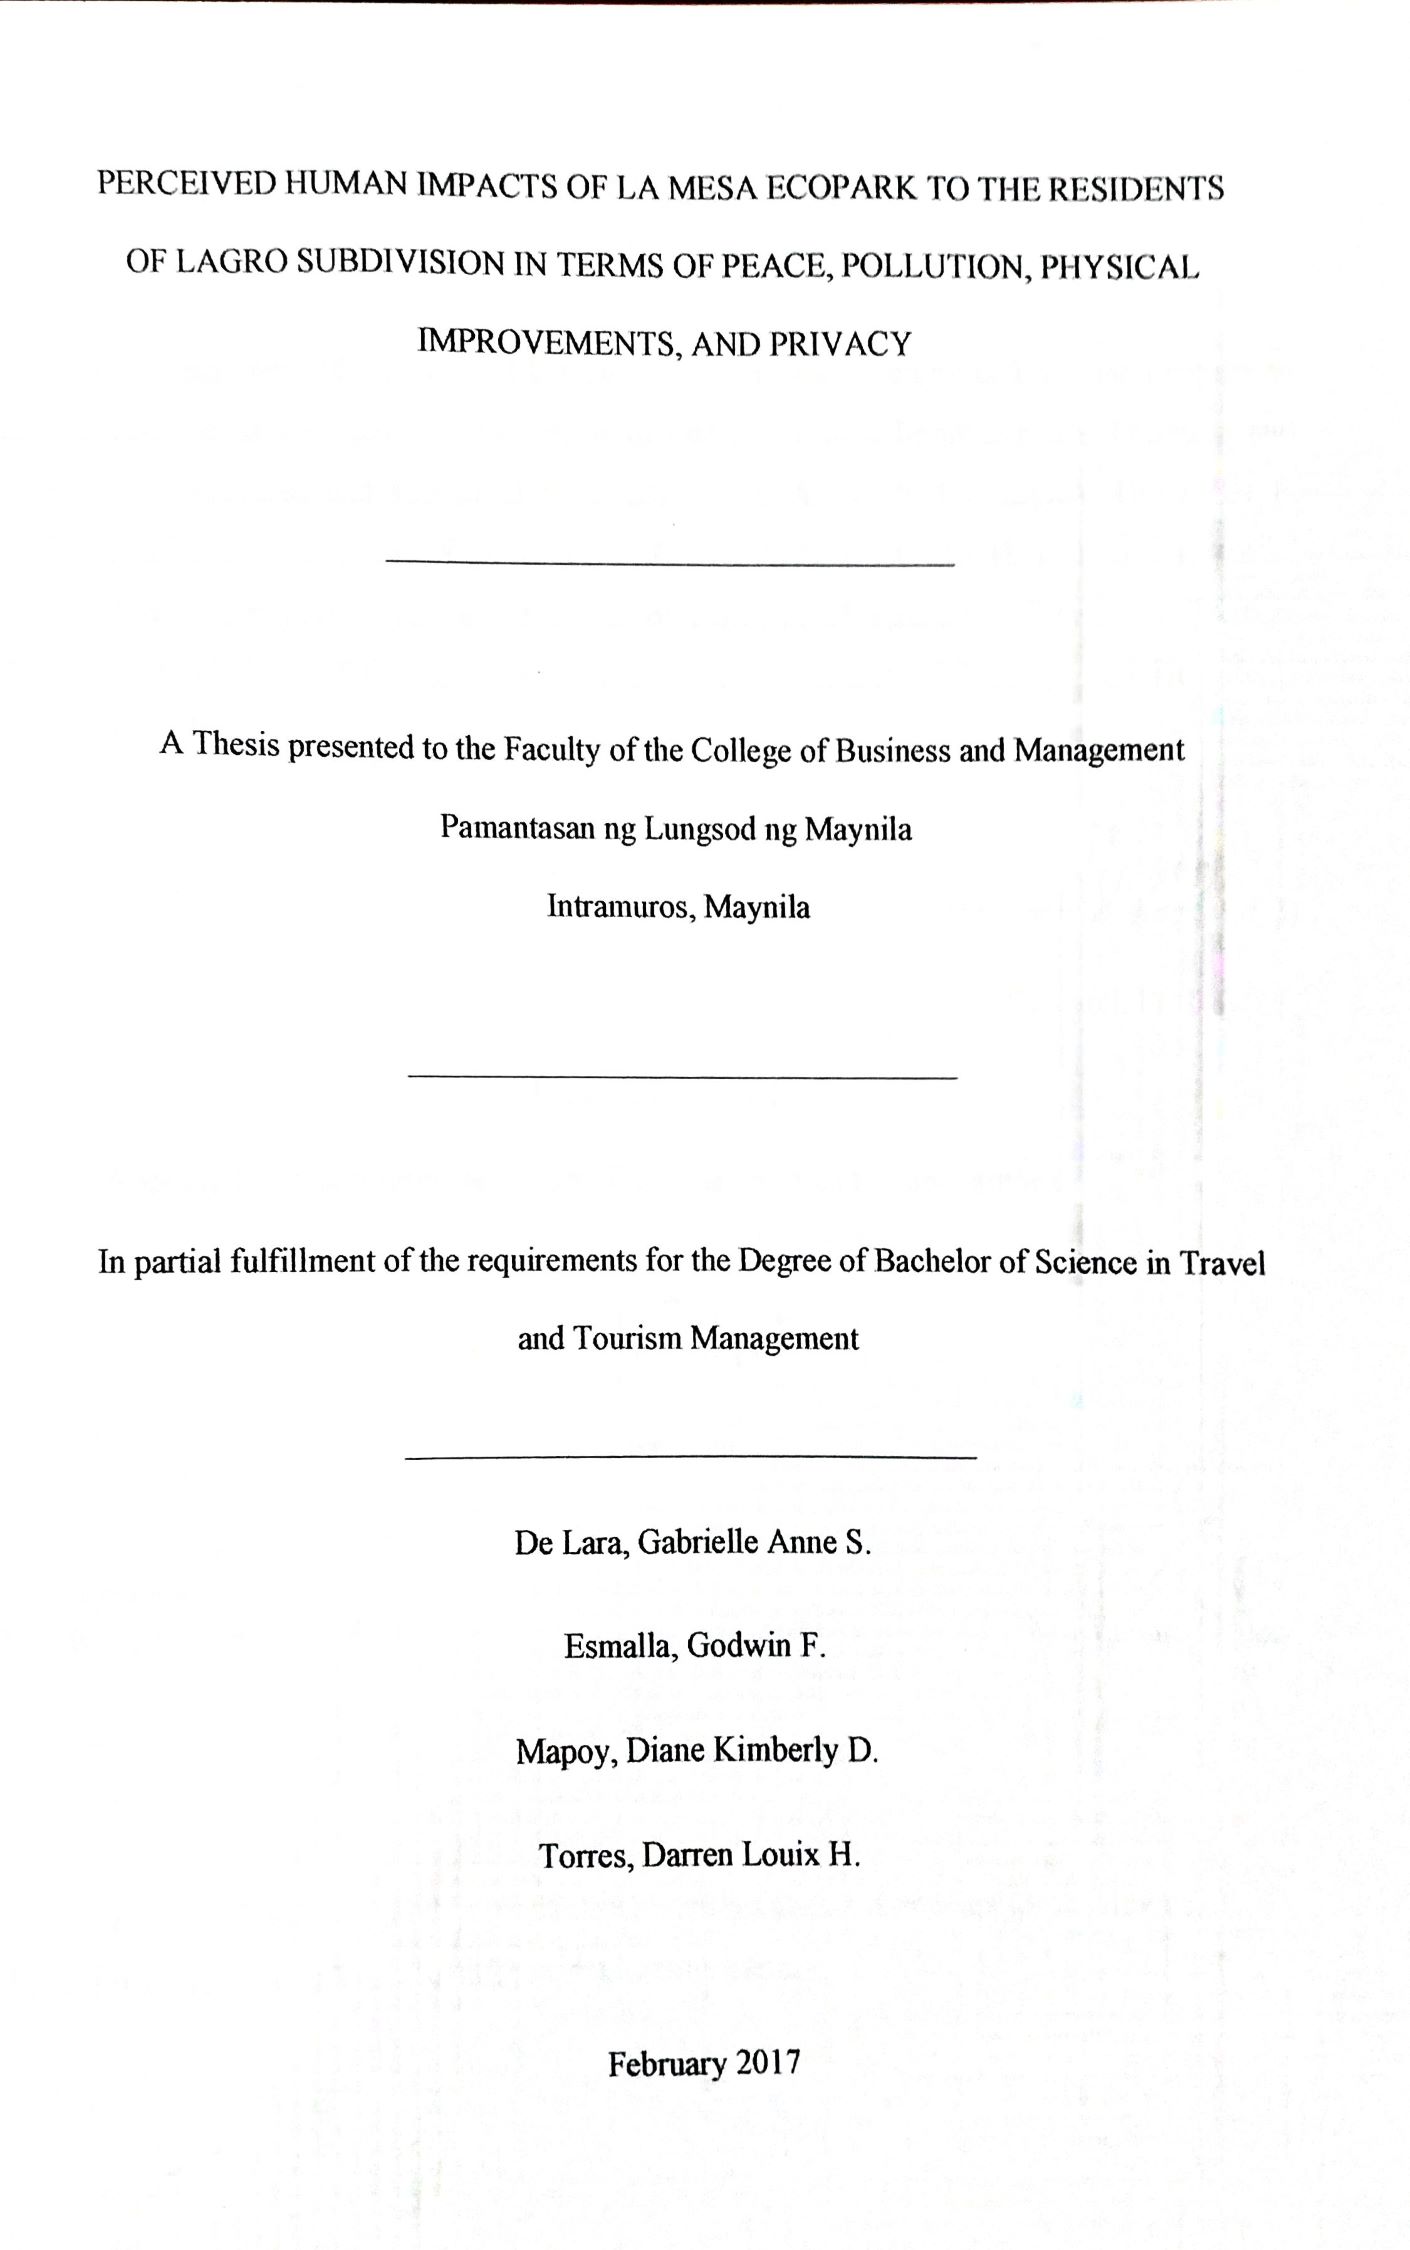 PERCEIVED HUMAN IMPACTS OF LA MESA ECOPARK TO THE RESIDENTS
OF LAGRO SUBDIVISION IN TERMS OF PEACE, POLLUTION, PHYSICAL
IMPROVEMENTS, AND PRIVACY
A Thesis presented to the Faculty of the College of Business and Management
Pamantasan ng Lungsod ng Maynila
Intramuros, Maynila
In partial fulfillment of the requirements for the Degree of Bachelor of Science in Travel
and Tourism Management
De Lara, Gabrielle Anne S.
Esmalla, Godwin F.
Mapoy, Diane Kimberly D.
Torres, Darren Louix H.
February 2017